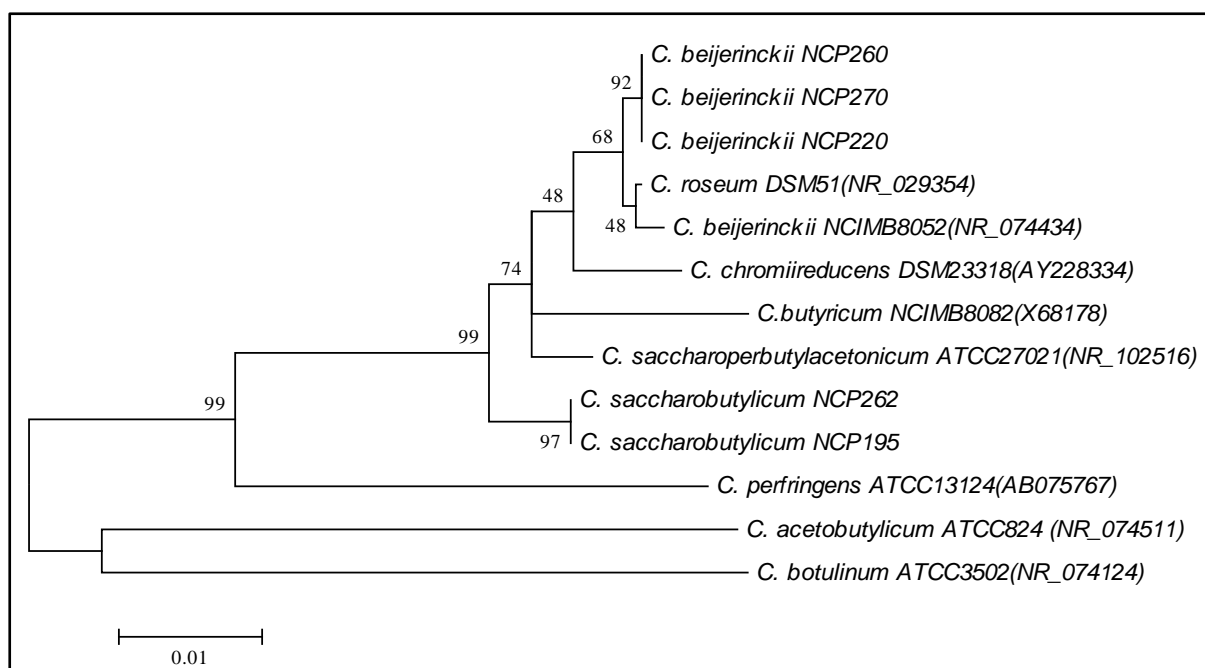 C. beijerinckii NCP260
92
C. beijerinckii NCP270
68
C. beijerinckii NCP220
C. roseum DSM51(NR_029354)
48
48
C. beijerinckii NCIMB8052(NR_074434)
74
C. chromiireducens DSM23318(AY228334)
C.butyricum NCIMB8082(X68178)
99
C. saccharoperbutylacetonicum ATCC27021(NR_102516)
99
C. saccharobutylicum NCP262
97
C. saccharobutylicum NCP195
C. perfringens ATCC13124(AB075767)
C. acetobutylicum ATCC824 (NR_074511)
C. botulinum ATCC3502(NR_074124)
0.01